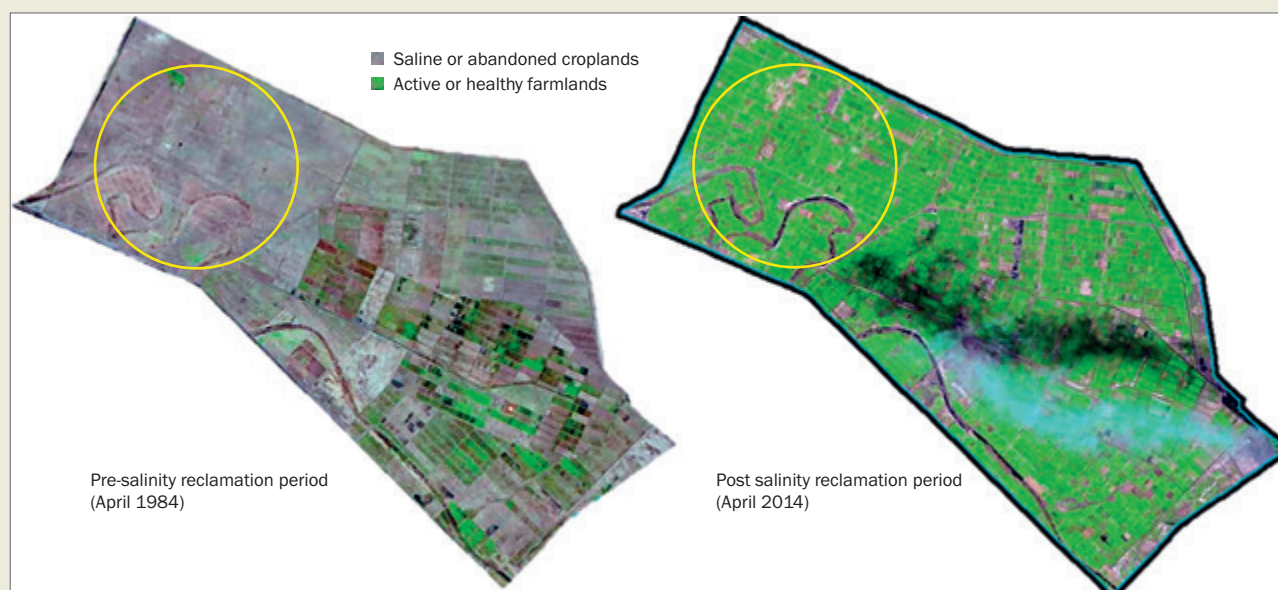 Saline or abandoned croplands
Active or healthy farmlands
Pre-salinity reclamation period
(April 1984)
Post salinity reclamation period
(April 2014)